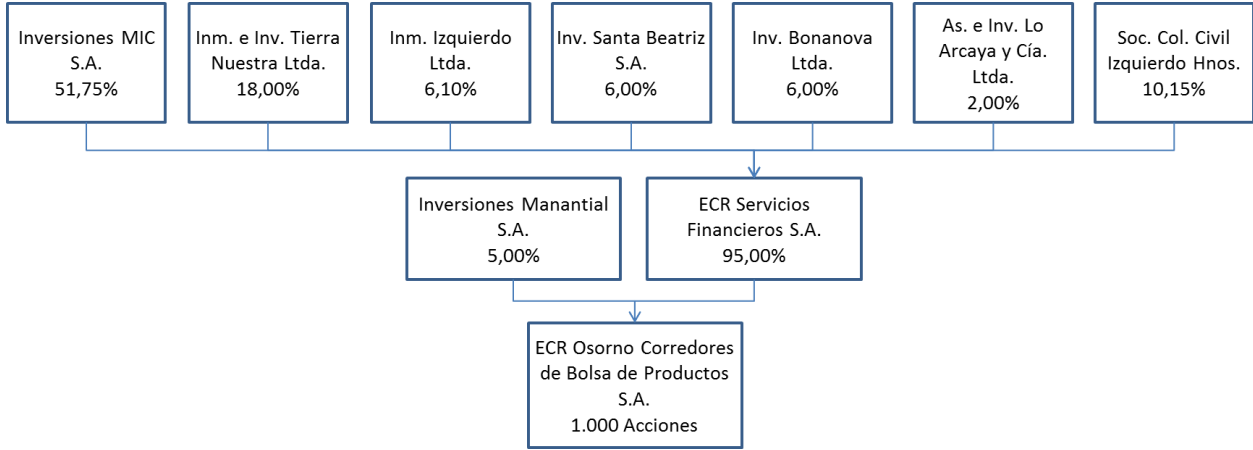 Inversiones MIC
S.A.
51,75%
Inm. e Inv. Tierra
Nuestra Ltda.
18,00%
Inm. Izquierdo
Ltda.
6,10%
Inv. Santa Beatriz
S.A.
6,00%
Inv. Bonanova
Ltda.
6,00%
As. e Inv. Lo
Arcaya y Cía.
Ltda.
2,00%
Soc. Col. Civil
Izquierdo Hnos.
10,15%
Inversiones Manantial
S.A.
5,00%
ECR Servicios
Financieros S.A.
95,00%
ECR Osorno Corredores
de Bolsa de Productos
S.A.
1.000 Acciones